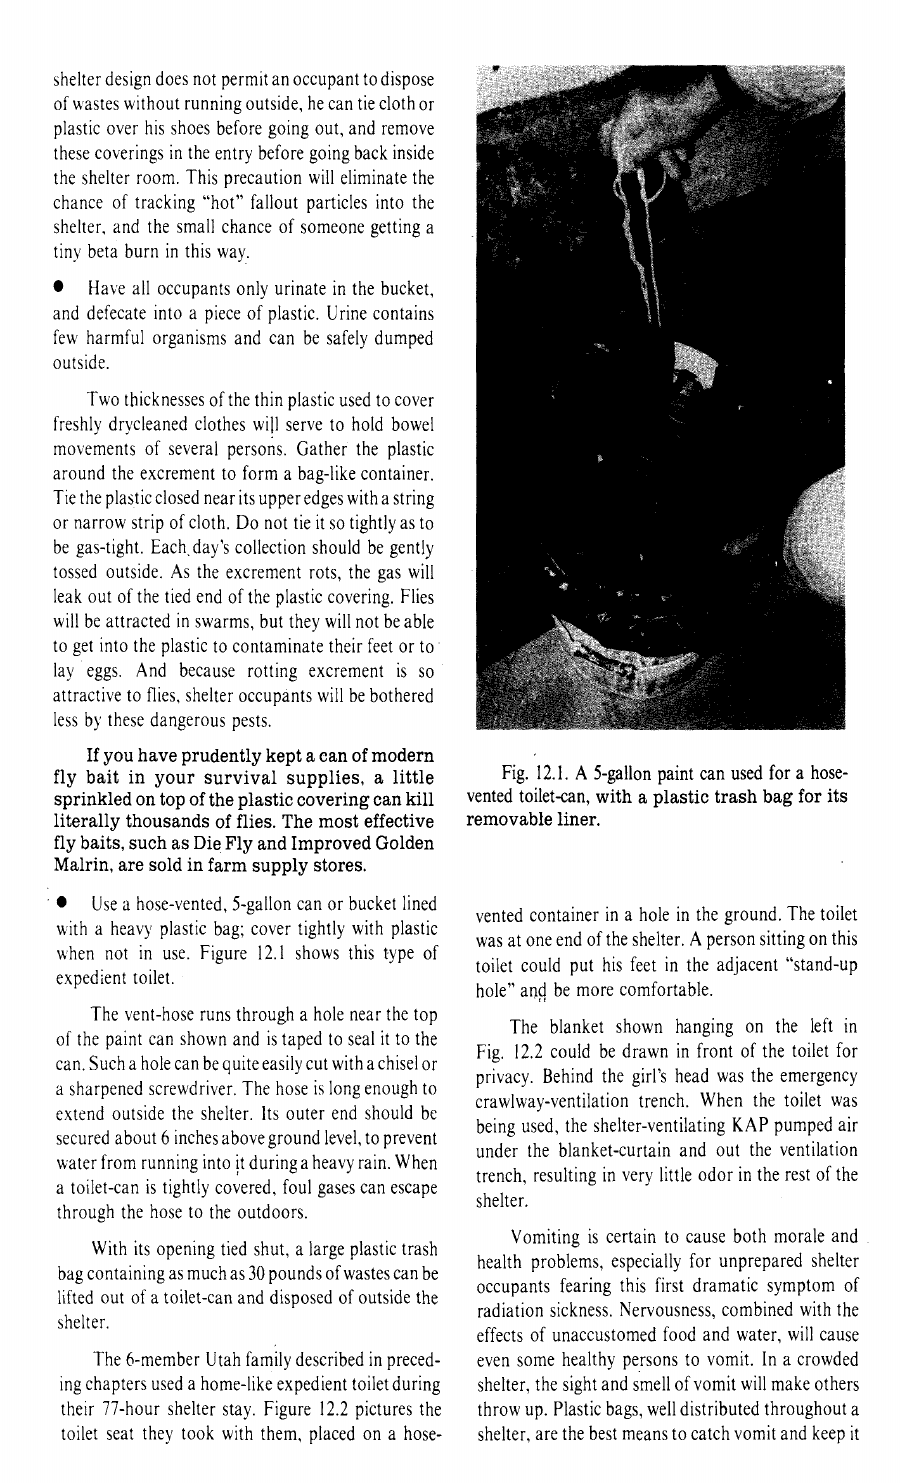 shelter design does not permit an occupant to dispose
of wastes without running outside, he can tie cloth or
plastic over his shoes before going out, and remove
these coverings in the entry before going back inside
the shelter room. This precaution will eliminate the
chance of tracking “hot” fallout particles into the
shelter, and the small chance of someone getting a
tiny beta burn in this way.
● Have all occupants only urinate in the bucket,
and defecate into a piece of plastic. Urine contains
few harmful organisms and can be safely dumped
outside.
Two thicknesses of the thin plastic used to cover
freshly drycleaned clothes will serve to hold bowel
movements of several persons. Gather the plastic
around the excrement to form a bag-like container.
Tie the plastic closed near its upper edges with a string
or narrow strip of cloth. Do not tie it so tightly as to
be gas-tight. Each day's collection should be gently
tossed outside. As the excrement rots, the gas will
leak out of the tied end of the plastic covering. Flies
will be attracted in swarms, but they will not be able
to get into the plastic to contaminate their feet or to
lay eggs. And because rotting excrement is so
attractive to flies, shelter occupants will be bothered
less by these dangerous pests.
If you have prudently kept a can of modern
fly bait in your survival supplies, a little
sprinkled on top of the plastic covering can kill
literally thousands of flies. The most effective
fly baits, such as Die Fly and Improved Golden
Malrin, are sold in farm supply stores.
● Use a hose-vented, 5-gallon can or bucket lined
with a heavy plastic bag; cover tightly with plastic
when not in use. Figure 12.1 shows this type of
expedient toilet.
The vent-hose runs through a hole near the top
of the paint can shown and is taped to seal it to the
can. Such a hole can be quite easily cut with a chisel or
a sharpened screwdriver. The hose is long enough to
extend outside the shelter. Its outer end should be
secured about 6 inches above ground level, to prevent
water from running into it during a heavy rain. When
a toilet-can is tightly covered, foul gases can escape
through the hose to the outdoors.
With its opening tied shut, a large plastic trash
bag containing as much as 30 pounds of wastes can be
lifted out of a toilet-can and disposed of outside the
shelter.
The 6-member Utah family described in preced-
ing chapters used a home-like expedient toilet during
their 77-hour shelter stay. Figure 12.2 pictures the
toilet seat they took with them, placed on a hose-
Fig. 12.1. A 5-gallon paint can used for a hose-
vented toilet-can, with a plastic trash bag for its
removable liner.
vented container in a hole in the ground. The toilet
was at one end of the shelter. A person sitting on this
toilet could put his feet in the adjacent “stand-up
hole” and be more comfortable.
The blanket shown hanging on the left in
Fig. 12.2 could be drawn in front of the toilet for
privacy. Behind the girl's head was the emergency
crawlway-ventilation trench. When the toilet was
being used, the shelter-ventilating KAP pumped air
under the blanket-curtain and out the ventilation
trench, resulting in very little odor in the rest of the
shelter.
Vomiting is certain to cause both morale and
health problems, especially for unprepared shelter
occupants fearing this first dramatic symptom of
radiation sickness. Nervousness, combined with the
effects of unaccustomed food and water, will cause
even some healthy persons to vomit. In a crowded
shelter, the sight and smell of vomit will make others
throw up. Plastic bags, well distributed throughout a
shelter, are the best means to catch vomit and keep it